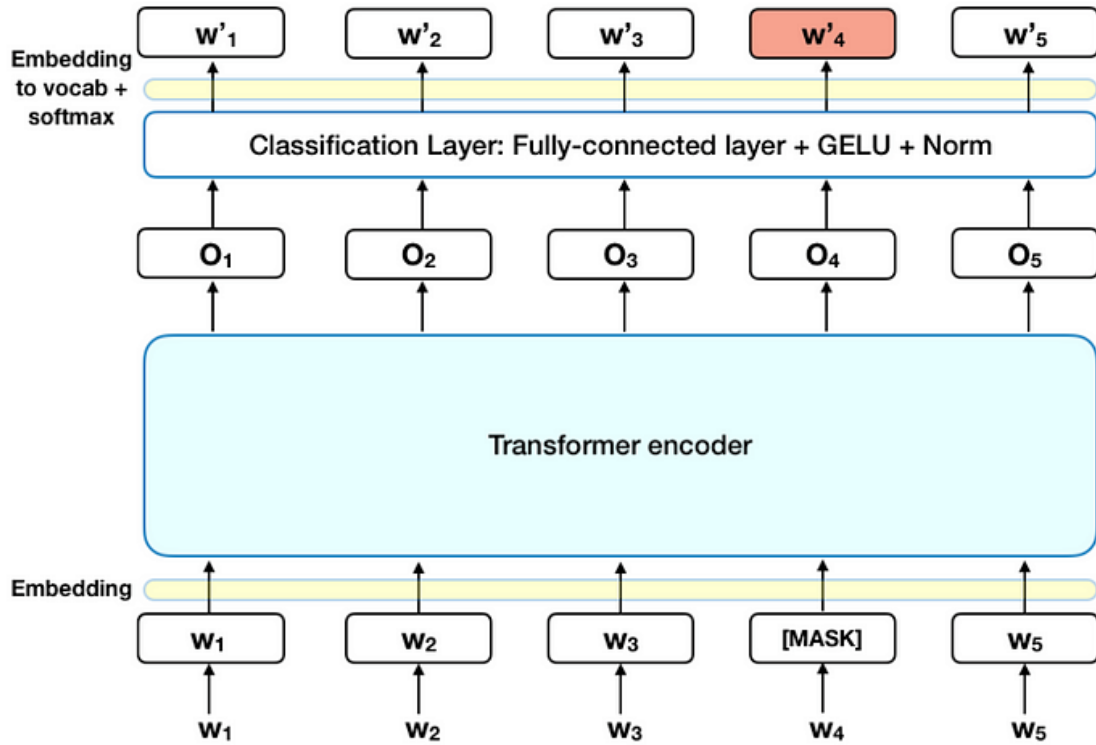 w'₁ w'₂ w'₃ w'₄ w'₅
Embedding
to vocab +
softmax
Classification Layer: Fully-connected layer + GELU + Norm
O₁ O₂ O₃ O₄ O₅
Transformer encoder
Embedding
w₁ w₂ w₃ [MASK] w₅
w₁ w₂ w₃ w₄ w₅